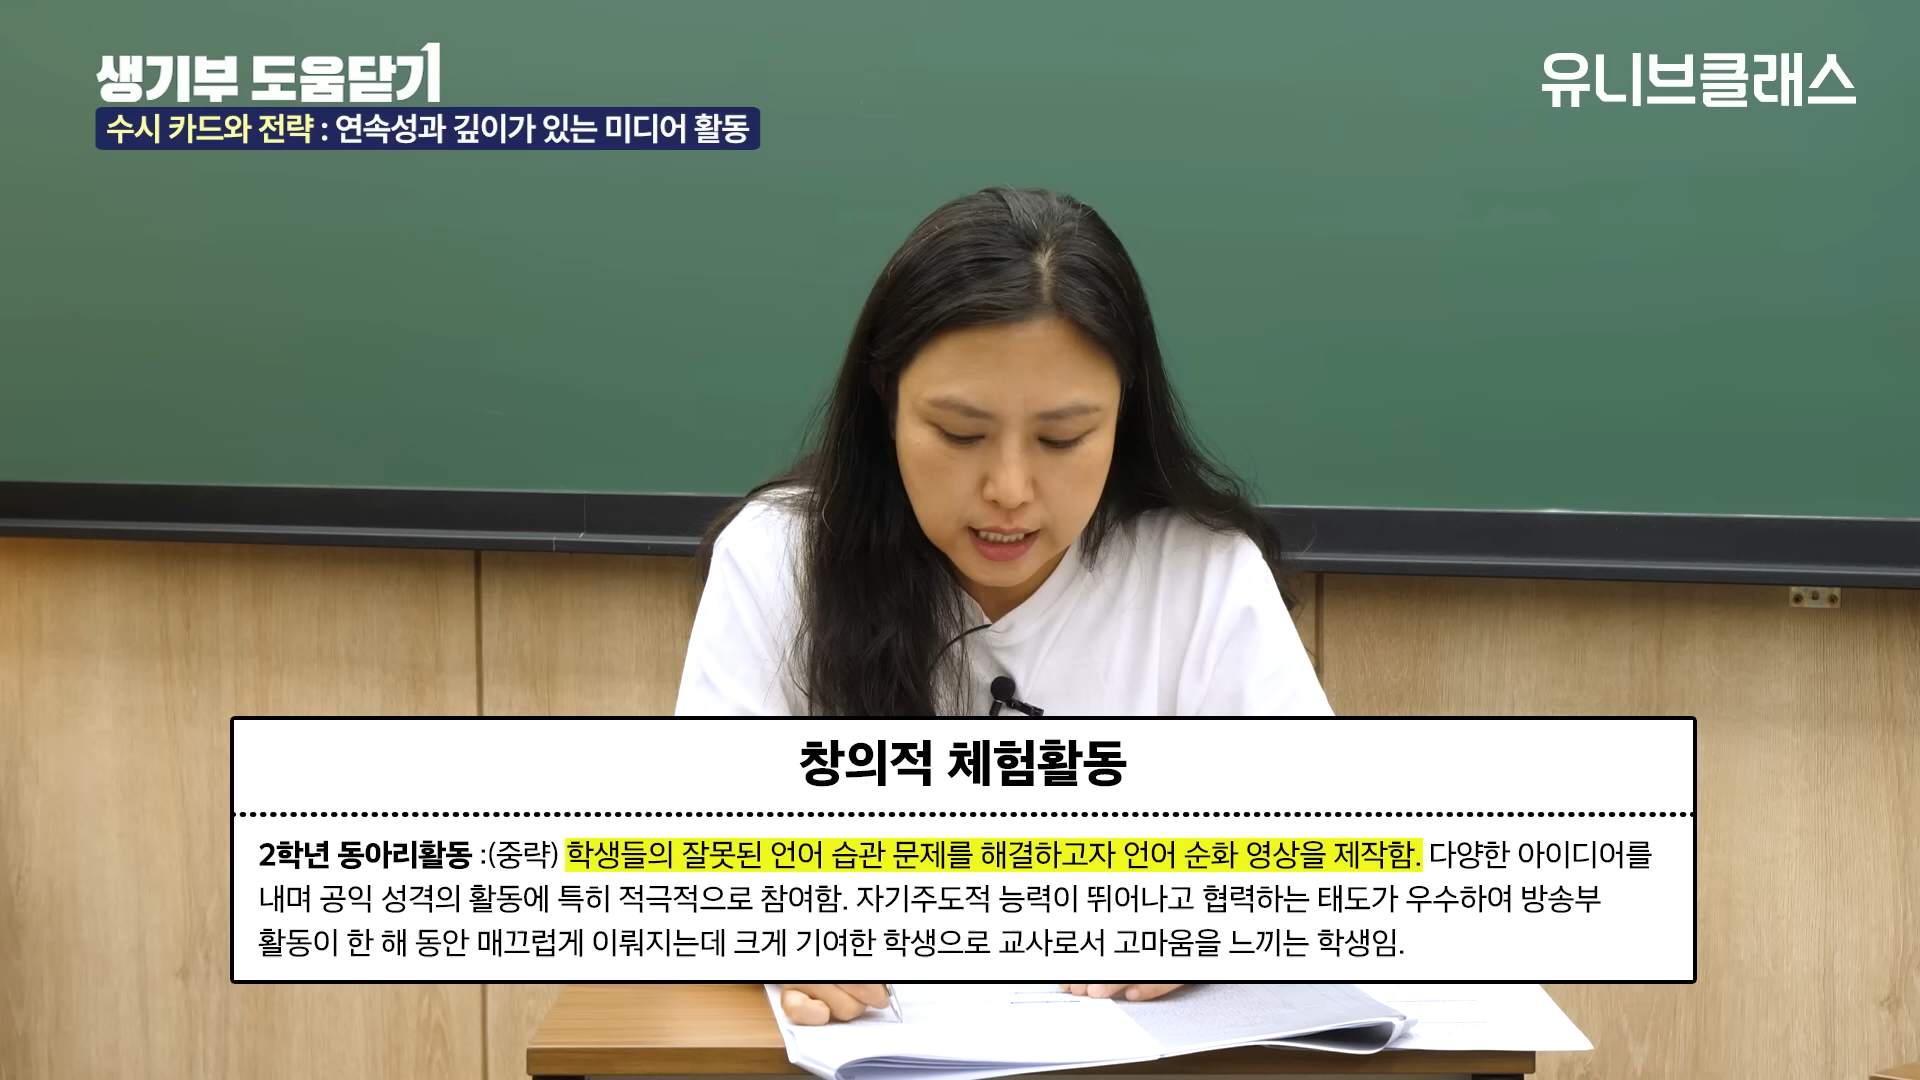 생기부 도움닫기
유니브클래스
수시 카드와 전략 : 연속성과 깊이가 있는 미디어 활동
창의적 체험활동
2학년 동아리활동 :(중략) 학생들의 잘못된 언어 습관 문제를 해결하고자 언어 순화 영상을 제작함. 다양한 아이디어를
내며 공익 성격의 활동에 특히 적극적으로 참여함. 자기주도적 능력이 뛰어나고 협력하는 태도가 우수하여 방송부
활동이 한 해 동안 매끄럽게 이뤄지는데 크게 기여한 학생으로 교사로서 고마움을 느끼는 학생임.